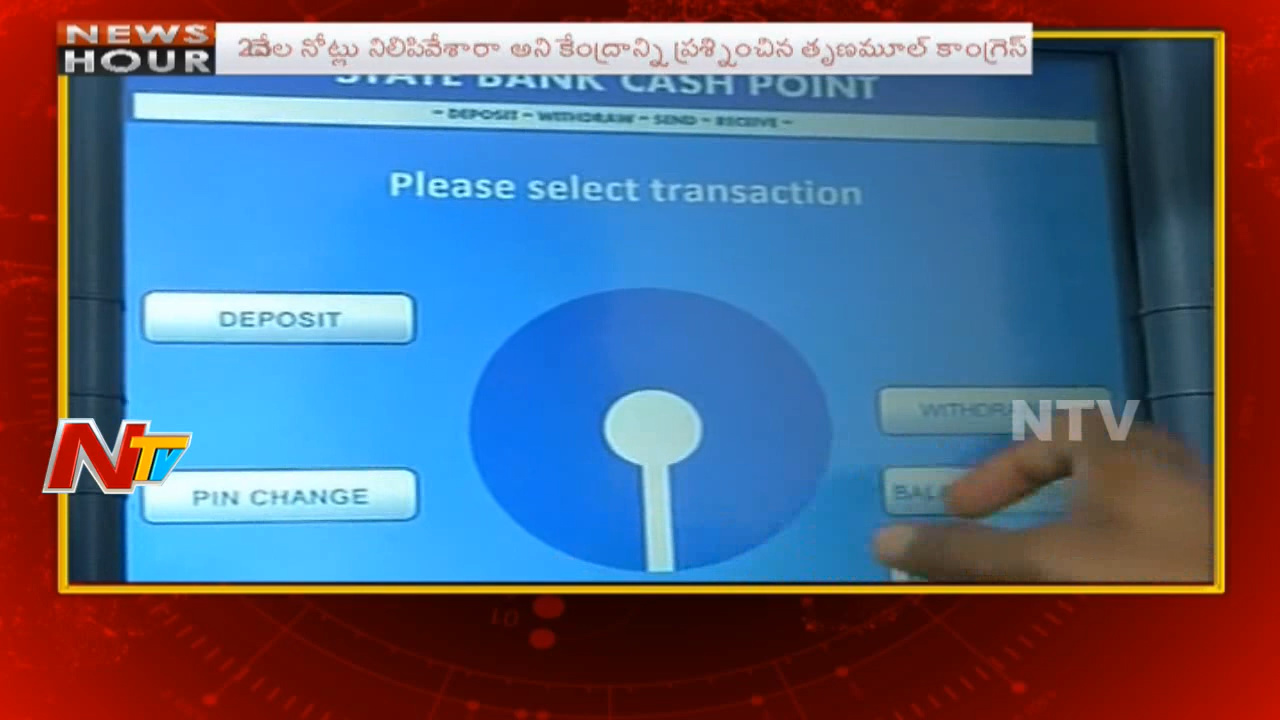 NEWS
HOUR
2వేల నోట్లు నిలిపివేశారా అని కేంద్రాన్ని ప్రశ్నించిన తృణమూల్ కాంగ్రెస్
STATE BANK CASH POINT
- DEPOSIT - WITHDRAW - SEND - RECEIVE -
Please select transaction
DEPOSIT
NTV
NTV
PIN CHANGE